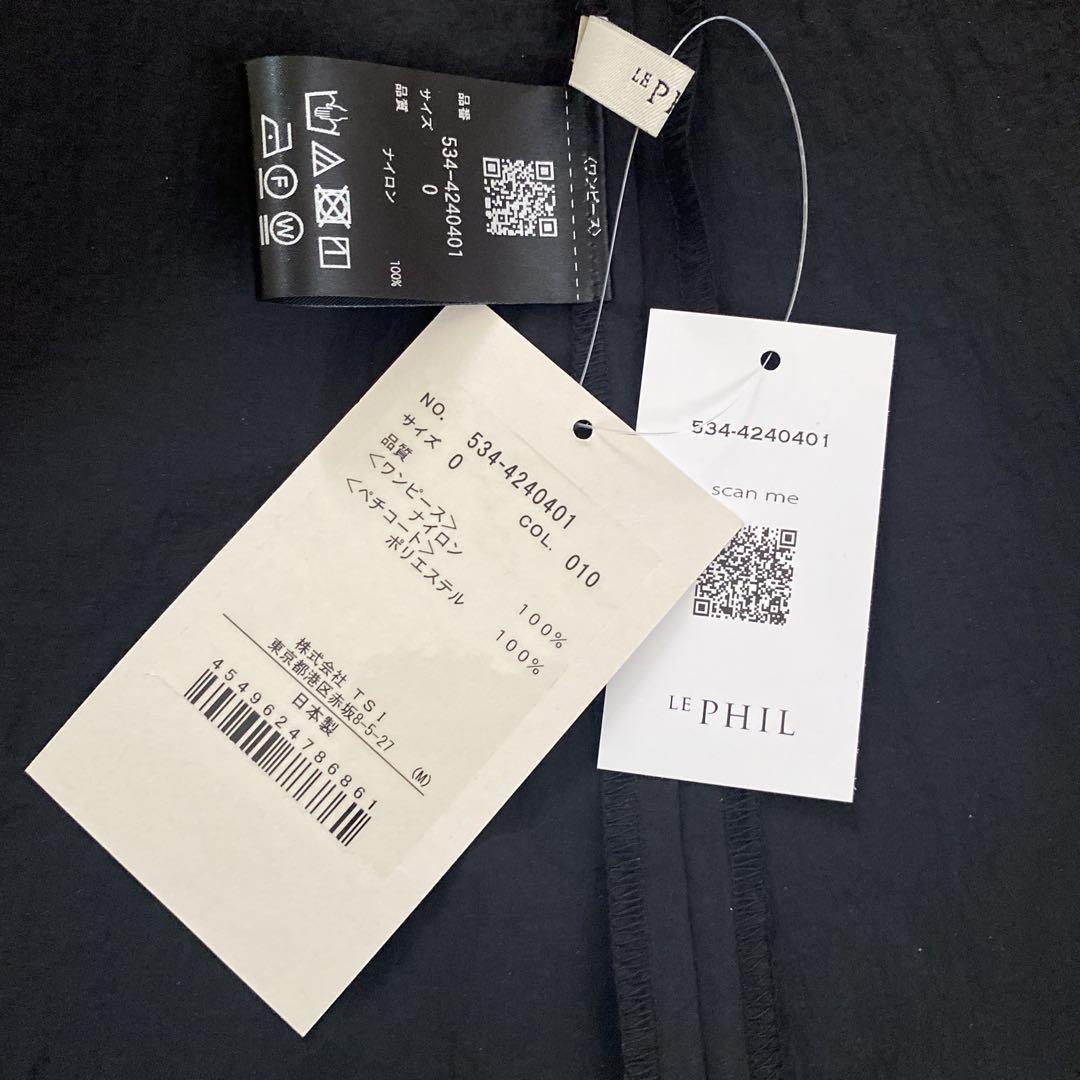 LE P
〈ワンピース〉
品番 534-4240401
サイズ 0
品質 ナイロン 100%
F
W
NO. 534-4240401
サイズ 0 COL. 010
品質
〈ワンピース〉
ナイロン 100%
〈ペチコート〉
ポリエステル 100%
株式会社 TSI
東京都港区赤坂8-5-27
日本製 (M)
4549624786861
534-4240401
scan me
LE PHIL